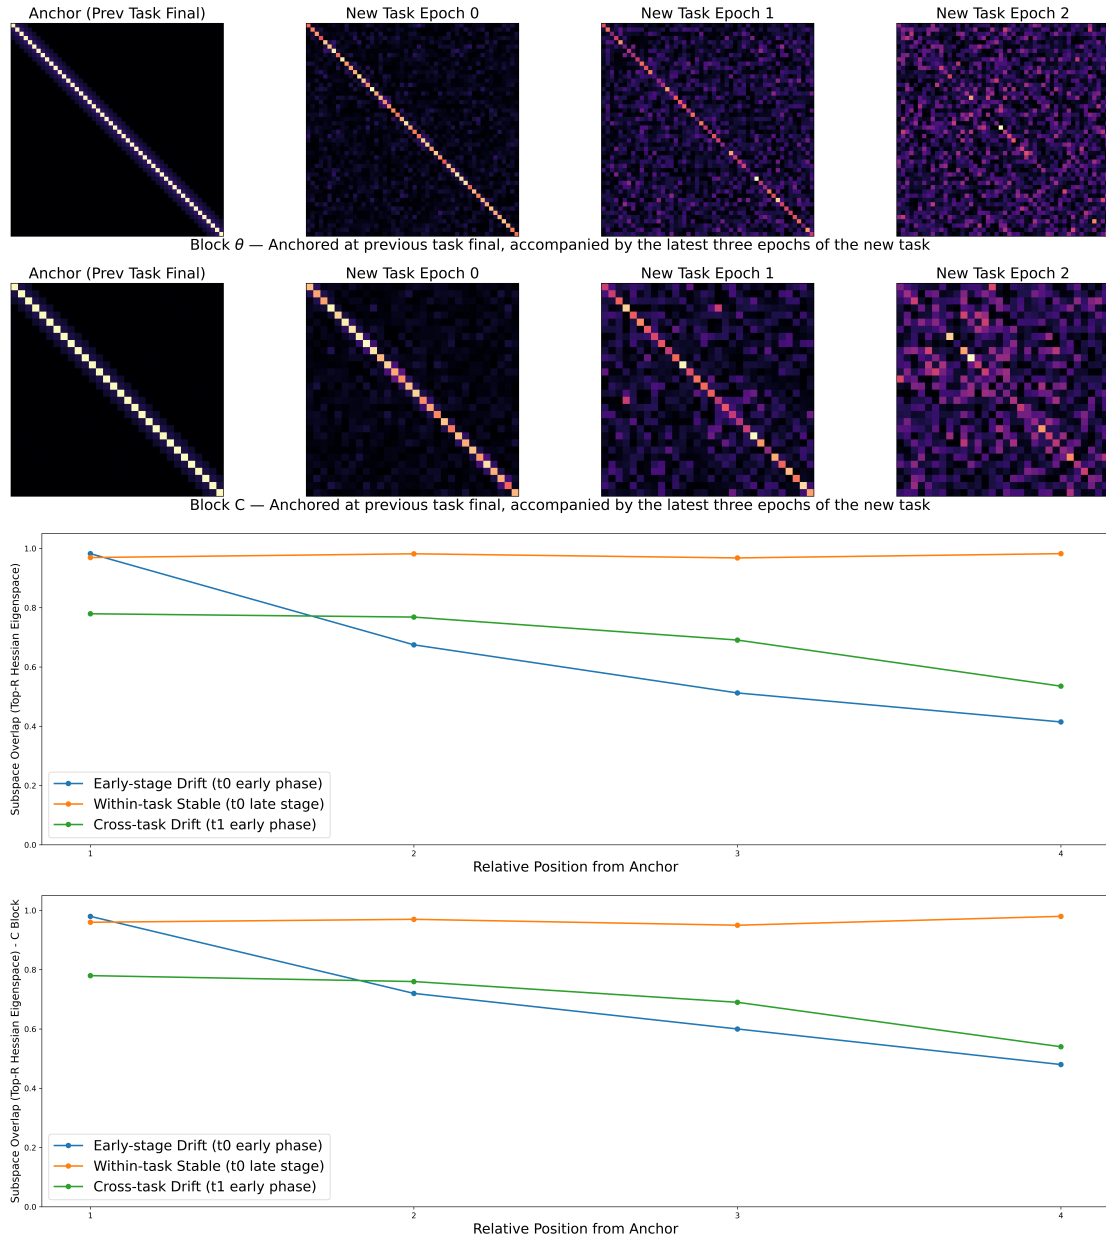 Anchor (Prev Task Final) New Task Epoch 0 New Task Epoch 1 New Task Epoch 2
Block θ — Anchored at previous task final, accompanied by the latest three epochs of the new task
Anchor (Prev Task Final) New Task Epoch 0 New Task Epoch 1 New Task Epoch 2
Block C — Anchored at previous task final, accompanied by the latest three epochs of the new task
Subspace Overlap (Top-R Hessian Eigenspace)
1.0
0.8
0.6
0.4
0.2
0.0
Early-stage Drift (t0 early phase)
Within-task Stable (t0 late stage)
Cross-task Drift (t1 early phase)
1 2 3 4
Relative Position from Anchor
Subspace Overlap (Top-R Hessian Eigenspace) - C Block
1.0
0.8
0.6
0.4
0.2
0.0
Early-stage Drift (t0 early phase)
Within-task Stable (t0 late stage)
Cross-task Drift (t1 early phase)
1 2 3 4
Relative Position from Anchor